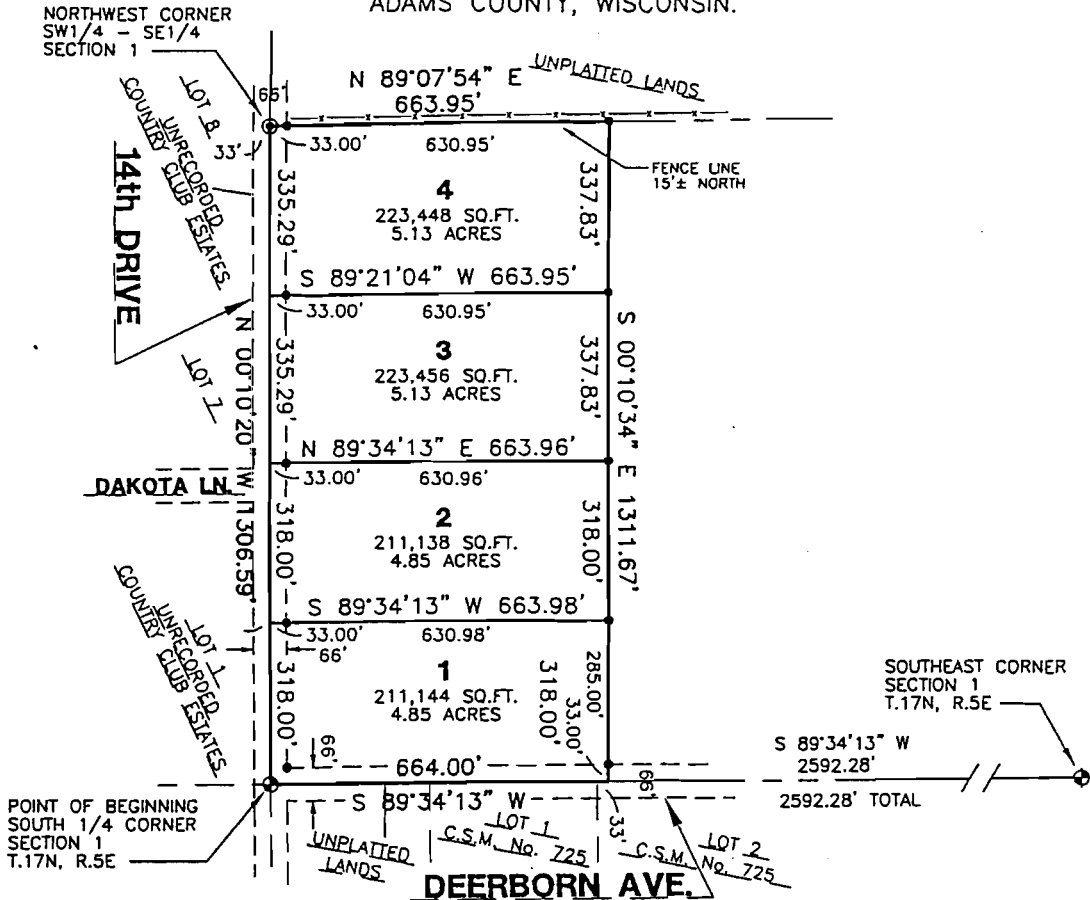 ADAMS COUNTY, WISCONSIN.
NORTHWEST CORNER
SW1/4 - SE1/4
SECTION 1
N 89°07'54" E
663.95'
UNPLATTED LANDS
66'
LOT 8
UNRECORDED
COUNTRY CLUB ESTATES
33'
33.00'
630.95'
FENCE LINE
15'± NORTH
14th DRIVE
335.29'
4
223,448 SQ.FT.
5.13 ACRES
337.83'
S 89°21'04" W 663.95'
33.00'
630.95'
N 00°10'20" W 1306.59'
LOT 7
335.29'
3
223,456 SQ.FT.
5.13 ACRES
337.83'
S 00°10'34" E 1311.67'
N 89°34'13" E 663.96'
33.00'
630.96'
DAKOTA LN.
318.00'
2
211,138 SQ.FT.
4.85 ACRES
318.00'
S 89°34'13" W 663.98'
33.00'
630.98'
66'
LOT 1
UNRECORDED
COUNTRY CLUB ESTATES
318.00'
1
211,144 SQ.FT.
4.85 ACRES
318.00'
285.00'
33.00'
66'
664.00'
66'
S 89°34'13" W
SOUTHEAST CORNER
SECTION 1
T.17N, R.5E
S 89°34'13" W
2592.28'
2592.28' TOTAL
POINT OF BEGINNING
SOUTH 1/4 CORNER
SECTION 1
T.17N, R.5E
UNPLATTED
LANDS
LOT 1
C.S.M. No. 725
33'
LOT 2
C.S.M. No. 725
DEERBORN AVE.